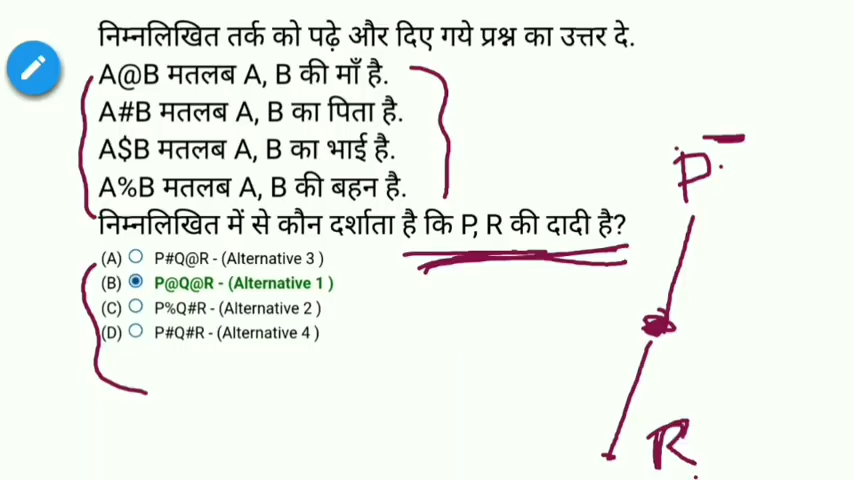 निम्नलिखित तर्क को पढ़े और दिए गये प्रश्न का उत्तर दे.
A@B मतलब A, B की माँ है.
A#B मतलब A, B का पिता है.
A$B मतलब A, B का भाई है.
A%B मतलब A, B की बहन है.
निम्नलिखित में से कौन दर्शाता है कि P, R की दादी है?
(A) P#Q@R - (Alternative 3 )
(B) P@Q@R - (Alternative 1 )
(C) P%Q#R - (Alternative 2 )
(D) P#Q#R - (Alternative 4 )
P
R